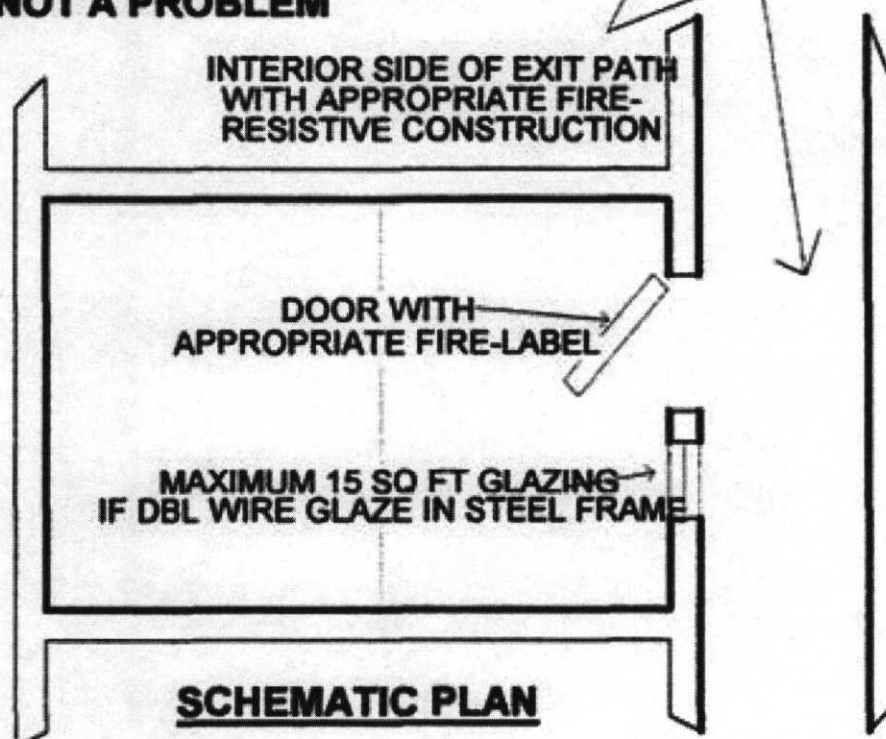 NOT A PROBLEM
INTERIOR SIDE OF EXIT PATH
WITH APPROPRIATE FIRE-
RESISTIVE CONSTRUCTION
DOOR WITH
APPROPRIATE FIRE-LABEL
MAXIMUM 15 SQ FT GLAZING
IF DBL WIRE GLAZE IN STEEL FRAME
SCHEMATIC PLAN